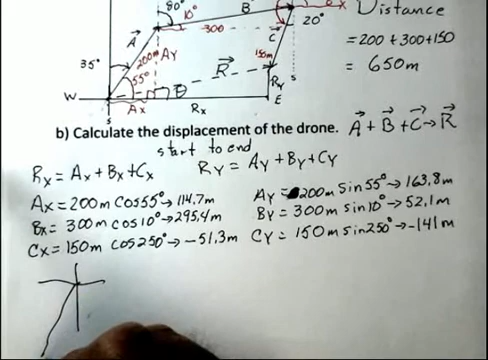 80° 10° B
300
20°
Distance
= 200 + 300 + 150
= 650m
A
35°
200m Ay
55°
C
150m
R
Ry
W Ax θ Rx E
S
S
b) Calculate the displacement of the drone. A + B + C → R
start to end
Rx = Ax + Bx + Cx Ry = Ay + By + Cy
Ax = 200m Cos55° → 114.7m Ay = 200m Sin55° → 163.8m
Bx = 300m cos10° → 295.4m By = 300m sin10° → 52.1m
Cx = 150m cos250° → -51.3m Cy = 150m sin250° → -141m